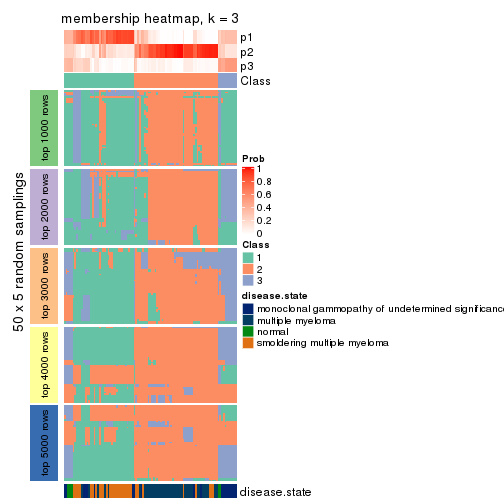 membership heatmap, k = 3
p1
p2
p3
Class
50 x 5 random samplings
top 1000 rows
top 2000 rows
top 3000 rows
top 4000 rows
top 5000 rows
disease.state
Prob
1
0.8
0.6
0.4
0.2
0
Class
1
2
3
disease.state
monoclonal gammopathy of undetermined significance
multiple myeloma
normal
smoldering multiple myeloma